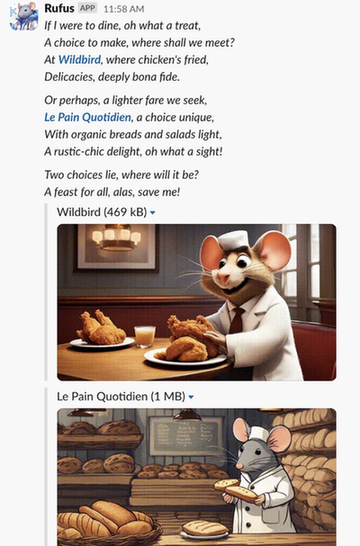 Rufus APP 11:58 AM
If I were to dine, oh what a treat,
A choice to make, where shall we meet?
At Wildbird, where chicken's fried,
Delicacies, deeply bona fide.
Or perhaps, a lighter fare we seek,
Le Pain Quotidien, a choice unique,
With organic breads and salads light,
A rustic-chic delight, oh what a sight!
Two choices lie, where will it be?
A feast for all, alas, save me!
Wildbird (469 kB)
Le Pain Quotidien (1 MB)